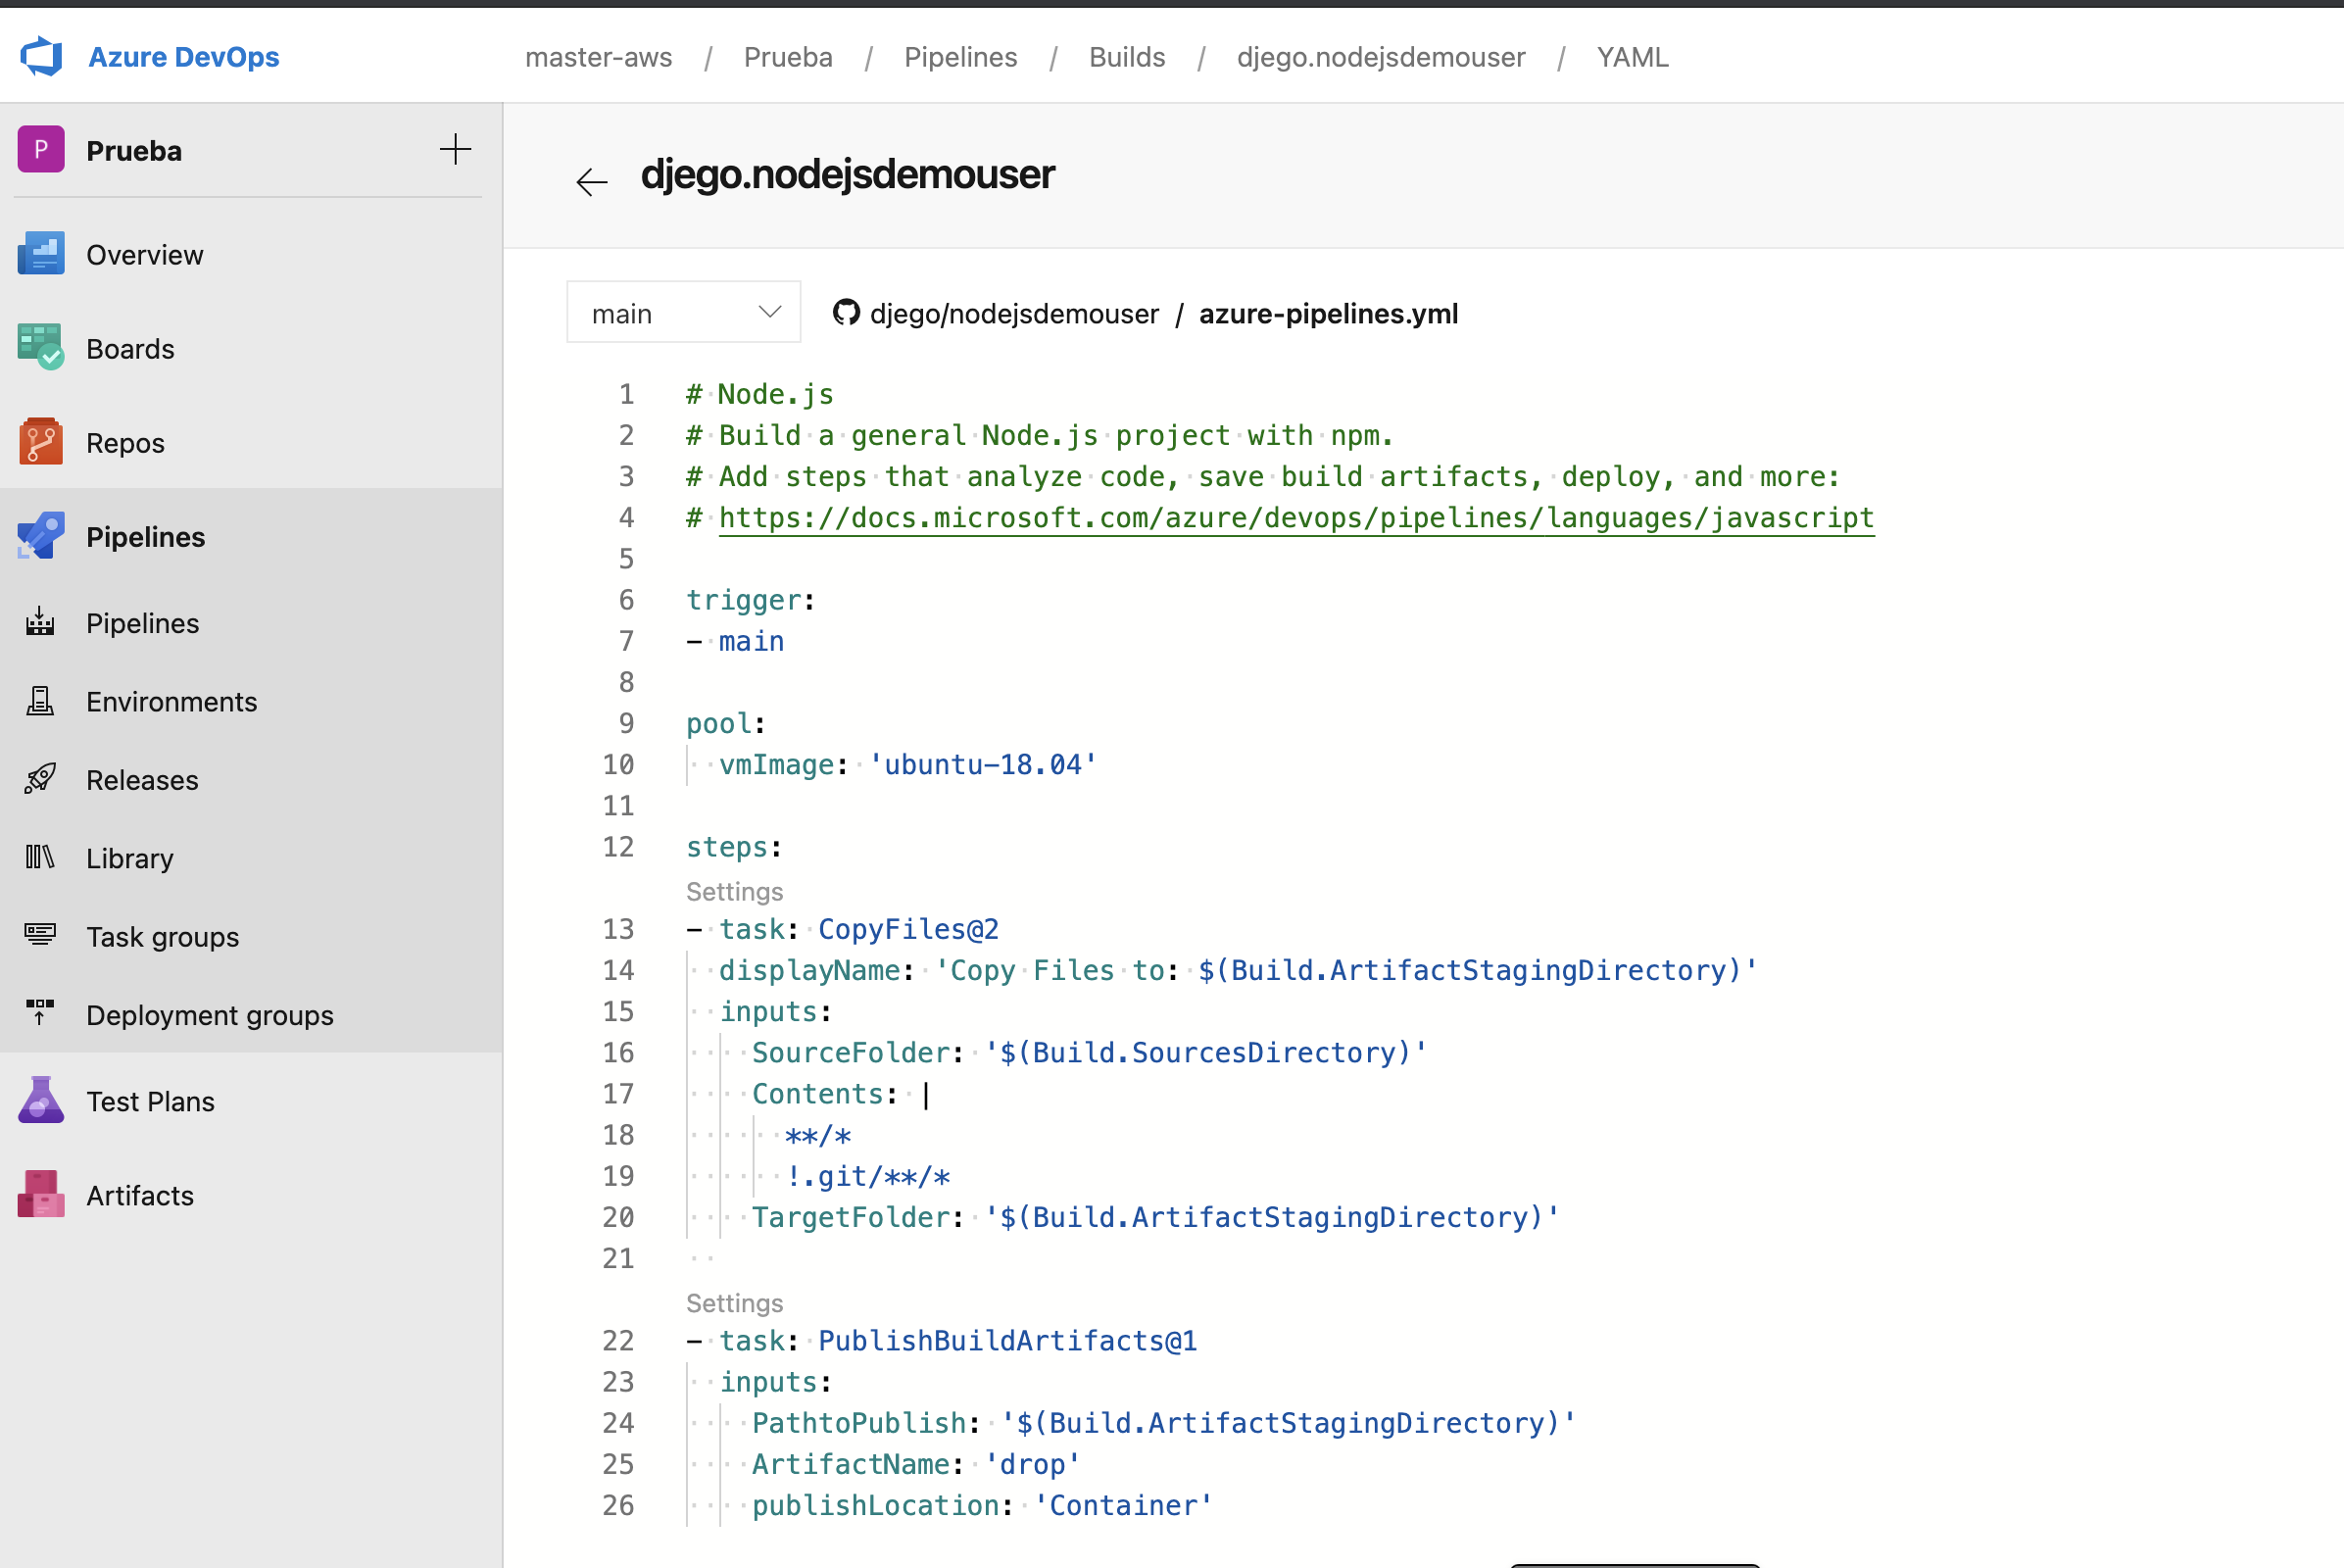 Azure DevOps
master-aws / Prueba / Pipelines / Builds / djego.nodejsdemouser / YAML
P Prueba
Overview
Boards
Repos
Pipelines
Pipelines
Environments
Releases
Library
Task groups
Deployment groups
Test Plans
Artifacts
djego.nodejsdemouser
main djego/nodejsdemouser / azure-pipelines.yml
1 # Node.js
2 # Build a general Node.js project with npm.
3 # Add steps that analyze code, save build artifacts, deploy, and more:
4 # https://docs.microsoft.com/azure/devops/pipelines/languages/javascript
5
6 trigger:
7 - main
8
9 pool:
10   vmImage: 'ubuntu-18.04'
11
12 steps:
Settings
13 - task: CopyFiles@2
14   displayName: 'Copy Files to: $(Build.ArtifactStagingDirectory)'
15   inputs:
16     SourceFolder: '$(Build.SourcesDirectory)'
17     Contents: |
18       **/*
19       !.git/**/*
20     TargetFolder: '$(Build.ArtifactStagingDirectory)'
21
Settings
22 - task: PublishBuildArtifacts@1
23   inputs:
24     PathtoPublish: '$(Build.ArtifactStagingDirectory)'
25     ArtifactName: 'drop'
26     publishLocation: 'Container'